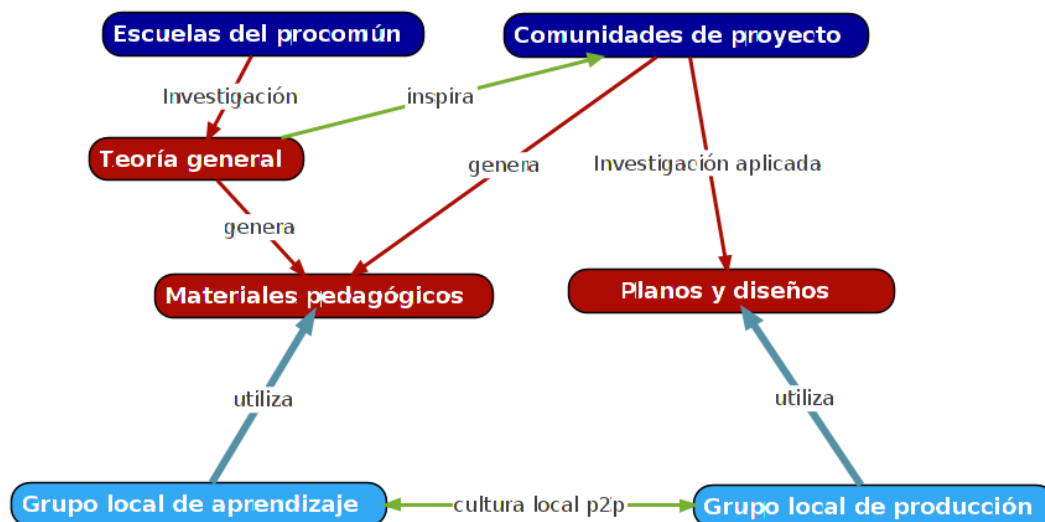 Escuelas del procomún
Comunidades de proyecto
Investigación
inspira
Teoría general
genera
Investigación aplicada
genera
Materiales pedagógicos
Planos y diseños
utiliza
utiliza
Grupo local de aprendizaje
cultura local p2p
Grupo local de producción